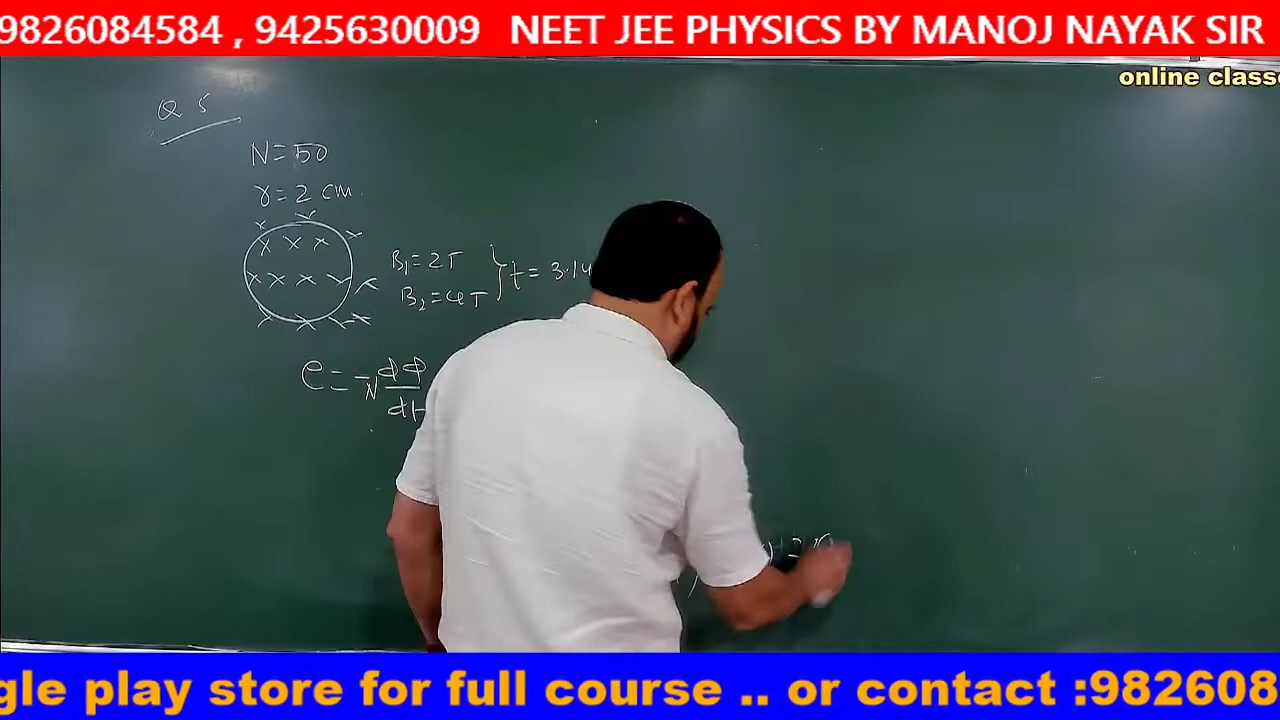 9826084584 , 9425630009 NEET JEE PHYSICS BY MANOJ NAYAK SIR
online classe
Q 5
N = 50
r = 2 cm.
B₁ = 2T
B₂ = 4T
} t = 3.14
e = -N dφ/dt
gle play store for full course .. or contact :982608